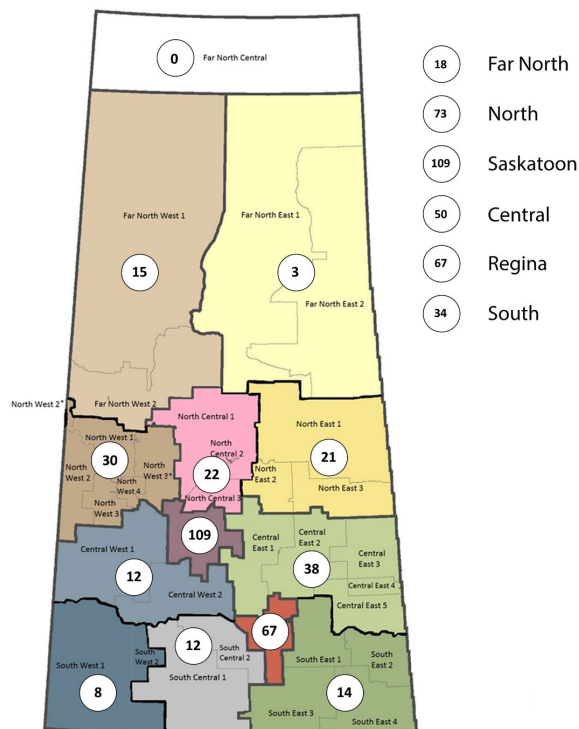 0
Far North Central
18
Far North
73
North
109
Saskatoon
50
Central
67
Regina
34
South
Far North West 1
15
Far North East 1
3
Far North East 2
Far North West 2
North West 2*
North Central 1
North
Central 2
22
North Central 3
North West 1
30
North
West 2
North
West 3*
North
West 4
North
West 3
North East 1
21
North
East 2
North East 3
109
Central West 1
12
Central West 2
Central
East 1
Central
East 2
Central
East 3
38
Central East 4
Central East 5
67
South West 1
South
West 2
8
12
South
Central 2
South Central 1
South East 1
South
East 2
14
South East 3
South East 4